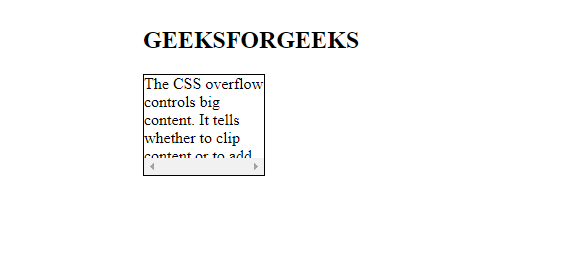 GEEKSFORGEEKS
The CSS overflow
controls big
content. It tells
whether to clip
content or to add